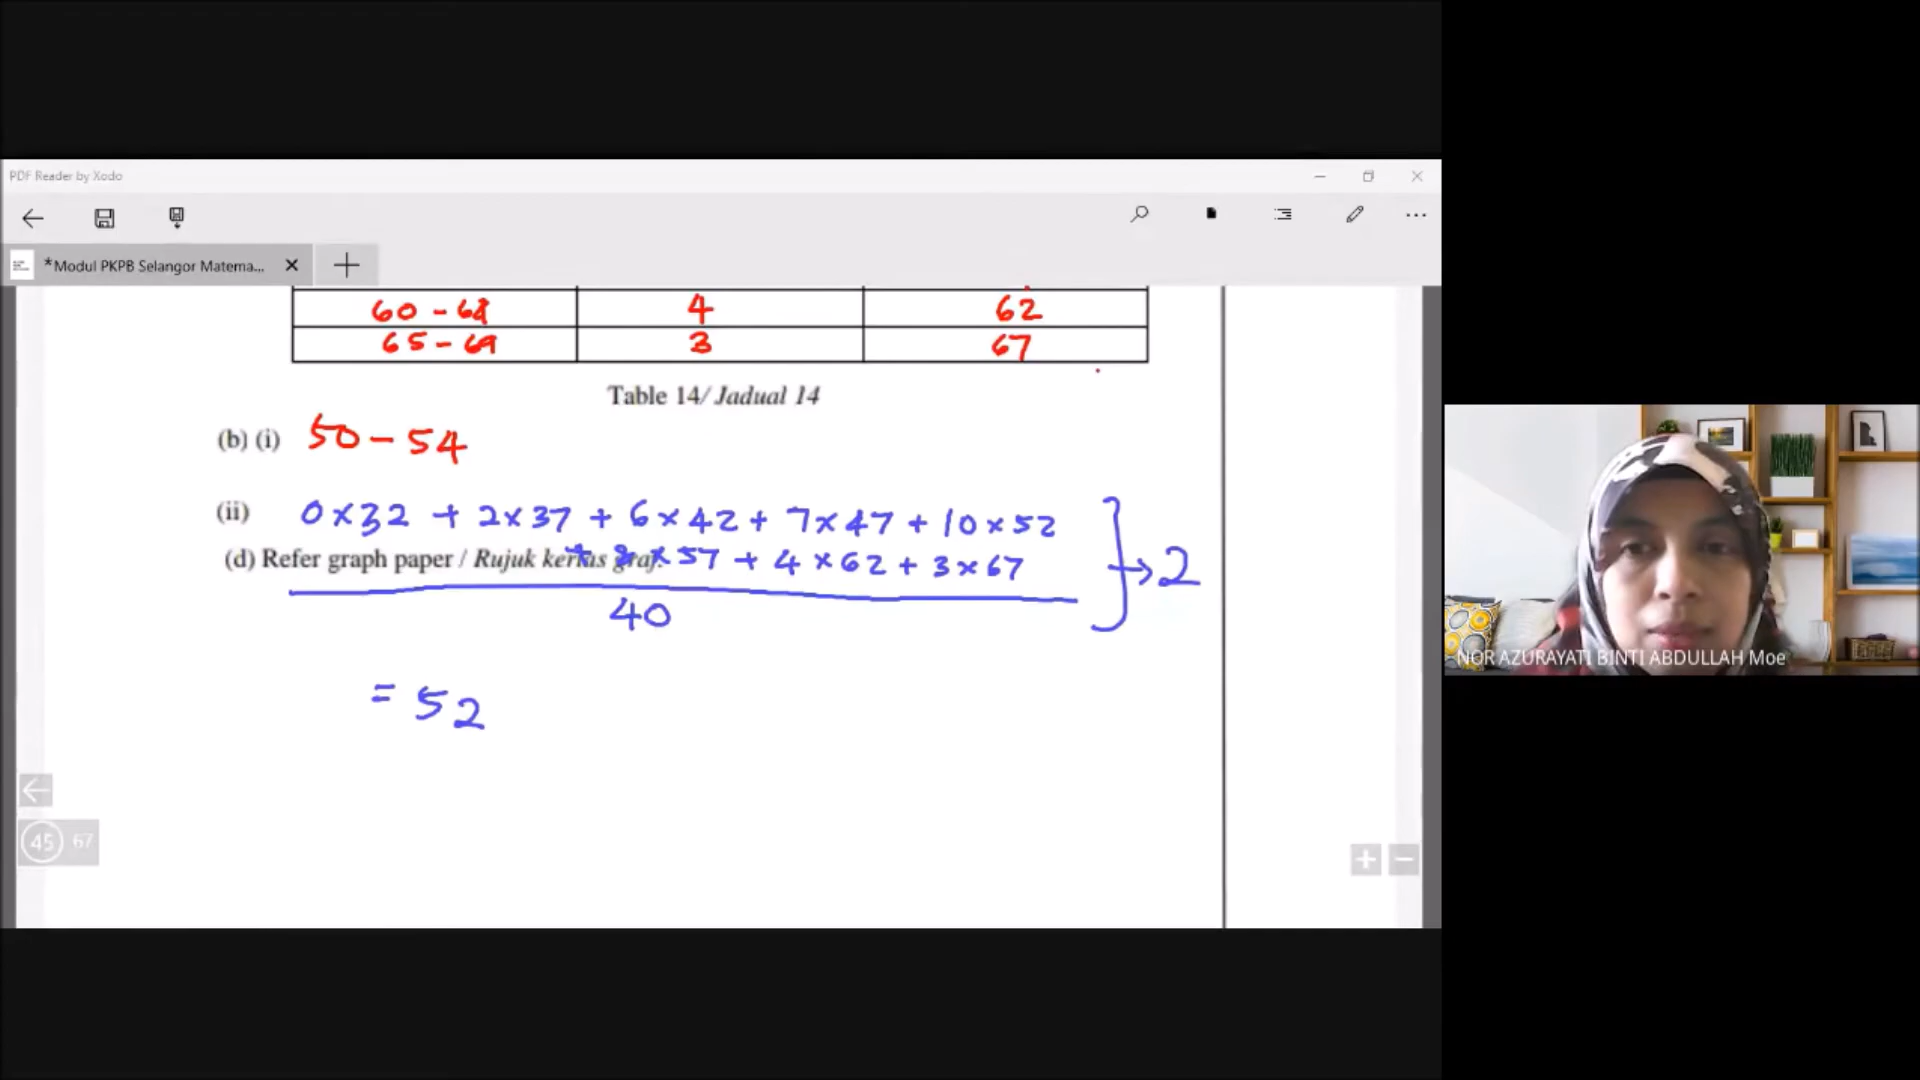 PDF Reader by Xodo
*Modul PKPB Selangor Matema...
60 - 64 4 62
65 - 69 3 67
Table 14/ Jadual 14
(b) (i) 50 - 54
(ii) 0 × 32 + 2 × 37 + 6 × 42 + 7 × 47 + 10 × 52
(d) Refer graph paper / Rujuk kertas graf.
+ 8 × 57 + 4 × 62 + 3 × 67
→ 2
40
= 52
45 67
NOR AZURAYATI BINTI ABDULLAH Moe